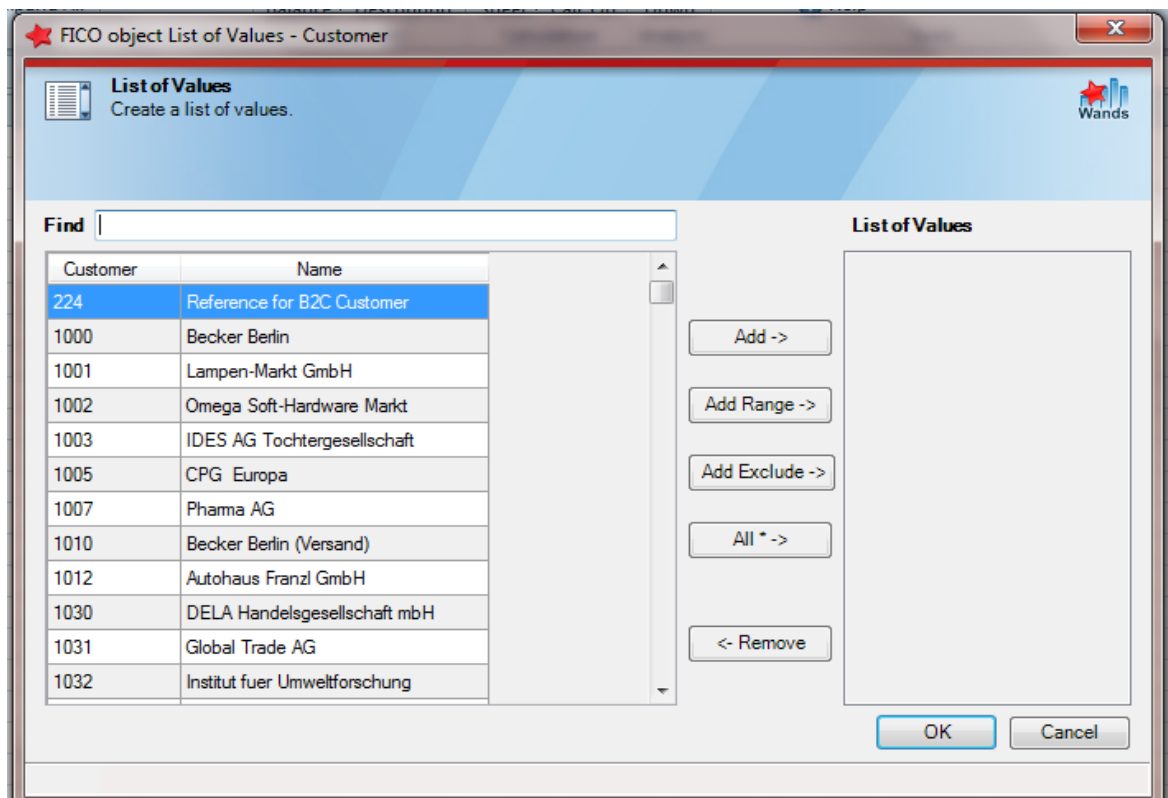 FICO object List of Values - Customer
List of Values
Create a list of values.
Wands
Find
List of Values
Customer Name
224 Reference for B2C Customer
1000 Becker Berlin
Add ->
1001 Lampen-Markt GmbH
1002 Omega Soft-Hardware Markt
Add Range ->
1003 IDES AG Tochtergesellschaft
1005 CPG Europa
Add Exclude ->
1007 Pharma AG
1010 Becker Berlin (Versand)
All * ->
1012 Autohaus Franzl GmbH
1030 DELA Handelsgesellschaft mbH
1031 Global Trade AG
<- Remove
1032 Institut fuer Umweltforschung
OK Cancel